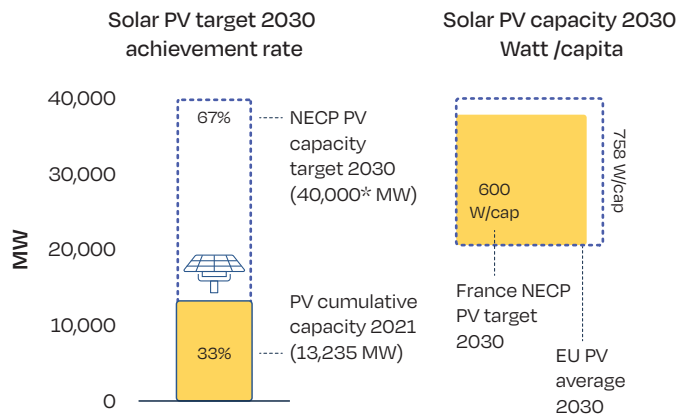 Solar PV target 2030
achievement rate
40,000
30,000
20,000
10,000
0
MW
67%
33%
NECP PV
capacity
target 2030
(40,000* MW)
PV cumulative
capacity 2021
(13,235 MW)
Solar PV capacity 2030
Watt /capita
600
W/cap
758 W/cap
France NECP
PV target
2030
EU PV
average
2030